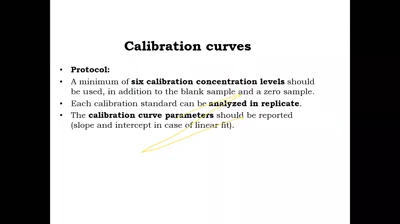 Calibration curves
• Protocol:
• A minimum of six calibration concentration levels should
be used, in addition to the blank sample and a zero sample.
• Each calibration standard can be analyzed in replicate.
• The calibration curve parameters should be reported
(slope and intercept in case of linear fit).